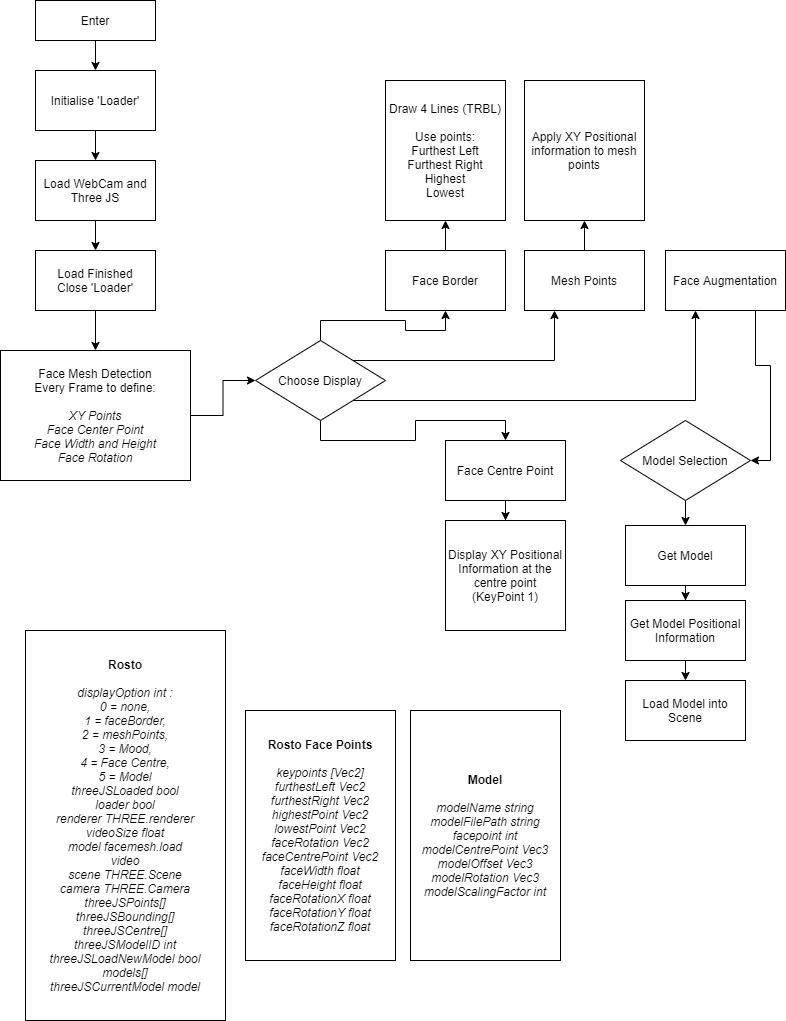 Enter
Initialise 'Loader'
Load WebCam and
Three JS
Load Finished
Close 'Loader'
Face Mesh Detection
Every Frame to define:
XY Points
Face Center Point
Face Width and Height
Face Rotation
Choose Display
Draw 4 Lines (TRBL)
Use points:
Furthest Left
Furthest Right
Highest
Lowest
Apply XY Positional
information to mesh
points
Face Border
Mesh Points
Face Augmentation
Face Centre Point
Display XY Positional
Information at the
centre point
(KeyPoint 1)
Model Selection
Get Model
Get Model Positional
Information
Load Model into
Scene
Rosto
displayOption int :
0 = none,
1 = faceBorder,
2 = meshPoints,
3 = Mood,
4 = Face Centre,
5 = Model
threeJSLoaded bool
loader bool
renderer THREE.renderer
videoSize float
model facemesh.load
video
scene THREE.Scene
camera THREE.Camera
threeJSPoints[]
threeJSBounding[]
threeJSCentre[]
threeJSModelID int
threeJSLoadNewModel bool
models[]
threeJSCurrentModel model
Rosto Face Points
keypoints [Vec2]
furthestLeft Vec2
furthestRight Vec2
highestPoint Vec2
lowestPoint Vec2
faceRotation Vec2
faceCentrePoint Vec2
faceWidth float
faceHeight float
faceRotationX float
faceRotationY float
faceRotationZ float
Model
modelName string
modelFilePath string
facepoint int
modelCentrePoint Vec3
modelOffset Vec3
modelRotation Vec3
modelScalingFactor int